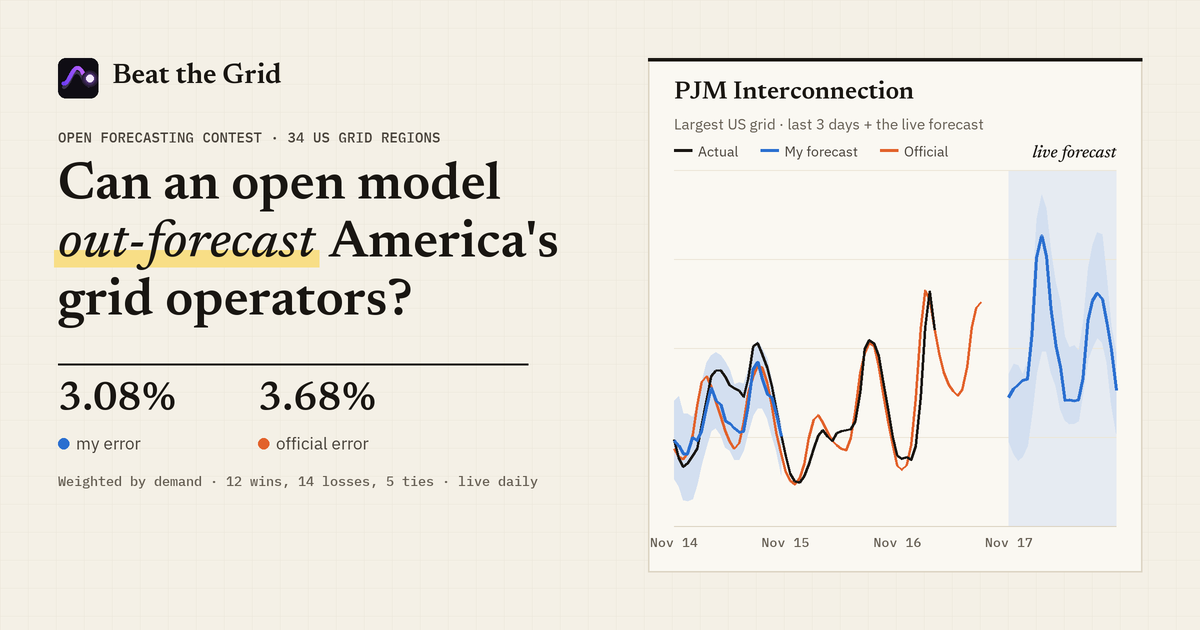 Beat the Grid
OPEN FORECASTING CONTEST · 34 US GRID REGIONS
Can an open model
out-forecast America's
grid operators?
3.08%
my error
3.68%
official error
Weighted by demand · 12 wins, 14 losses, 5 ties · live daily
PJM Interconnection
Largest US grid · last 3 days + the live forecast
Actual My forecast Official
live forecast
Nov 14 Nov 15 Nov 16 Nov 17